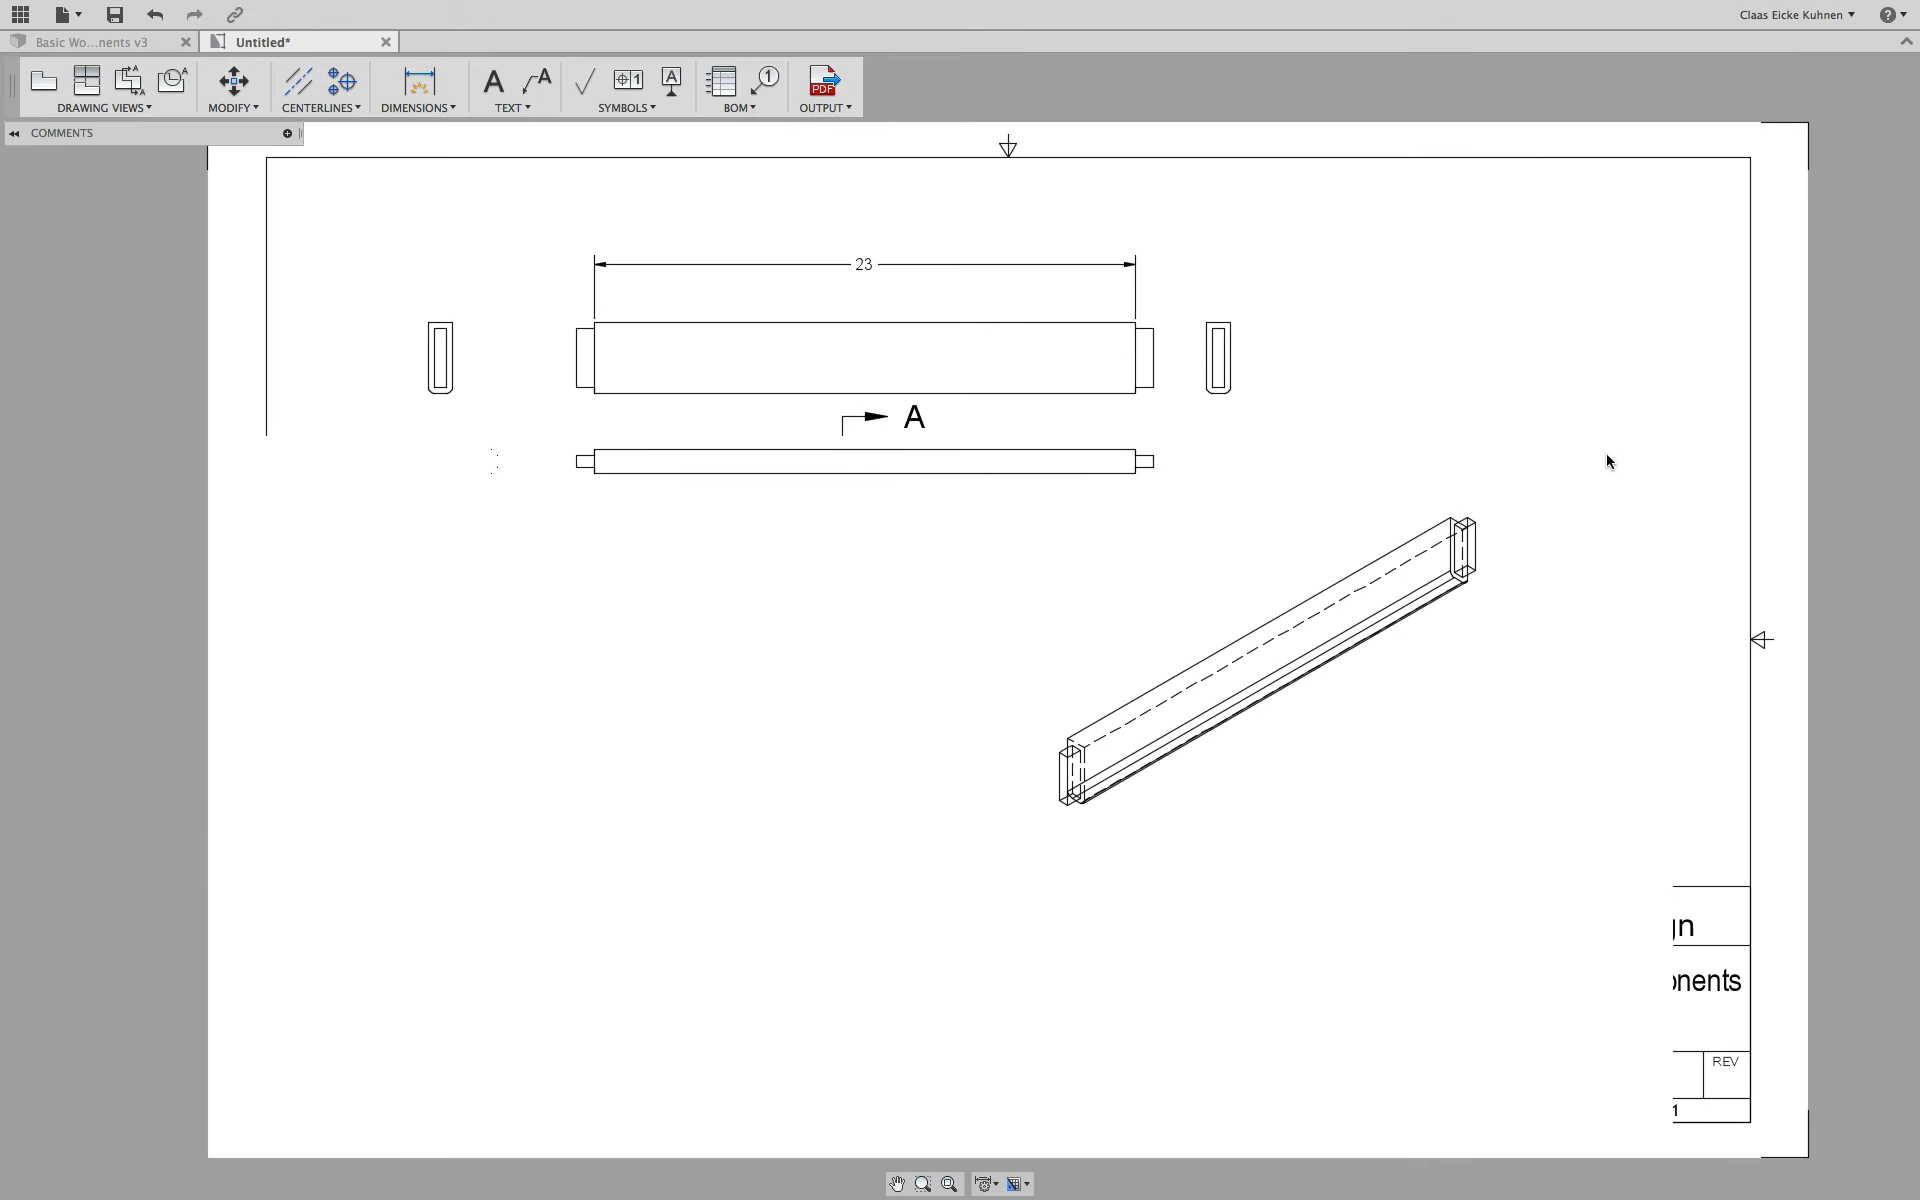 Claas Eicke Kuhnen
Basic Wo...nents v3
Untitled*
A
A
A
A
1
A
1
PDF
DRAWING VIEWS
MODIFY
CENTERLINES
DIMENSIONS
TEXT
SYMBOLS
BOM
OUTPUT
COMMENTS
23
A
gn
onents
REV
1